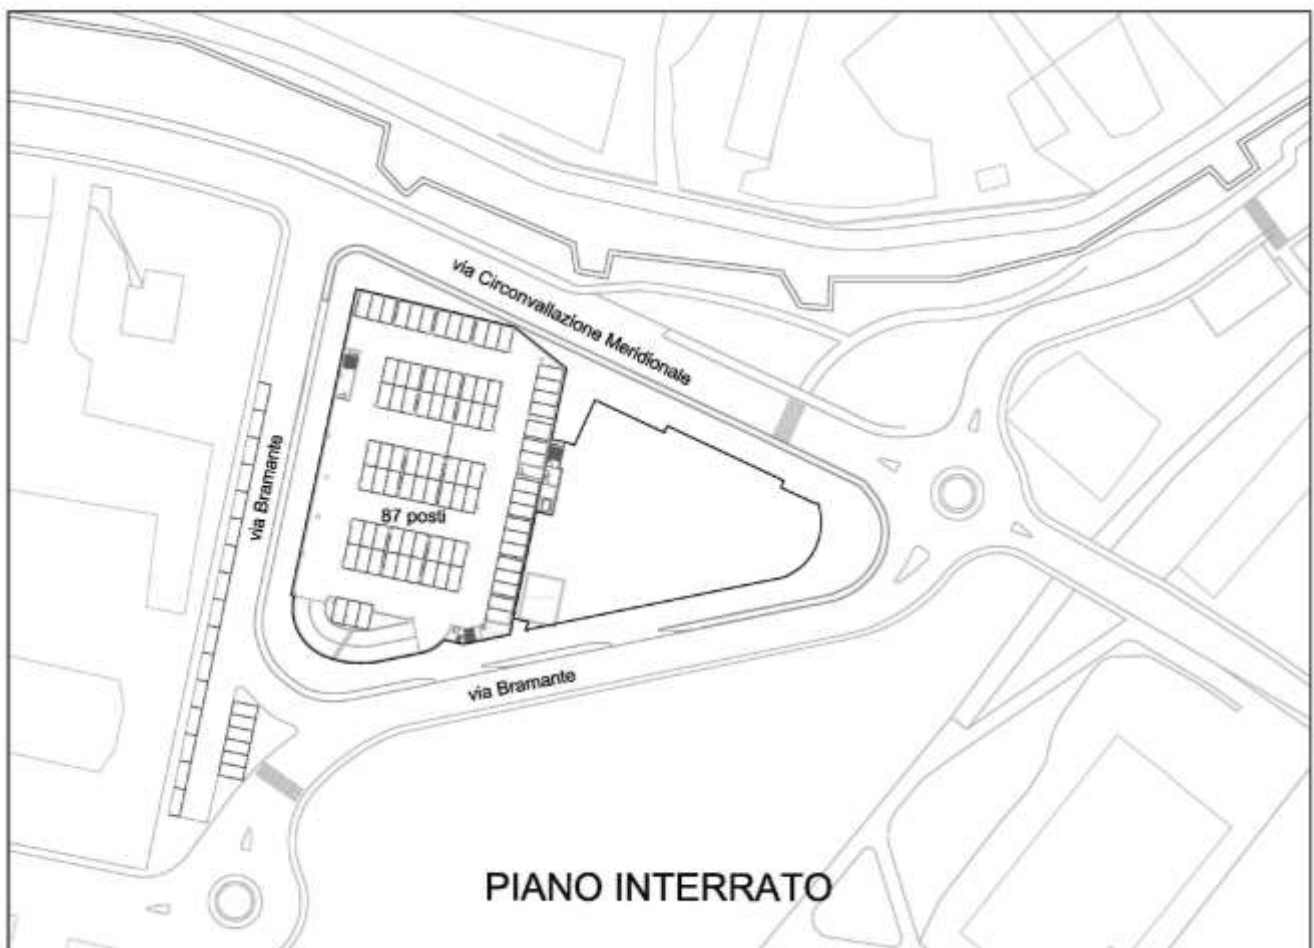 via Circonvallazione Meridionale
via Bramante
87 posti
via Bramante
PIANO INTERRATO